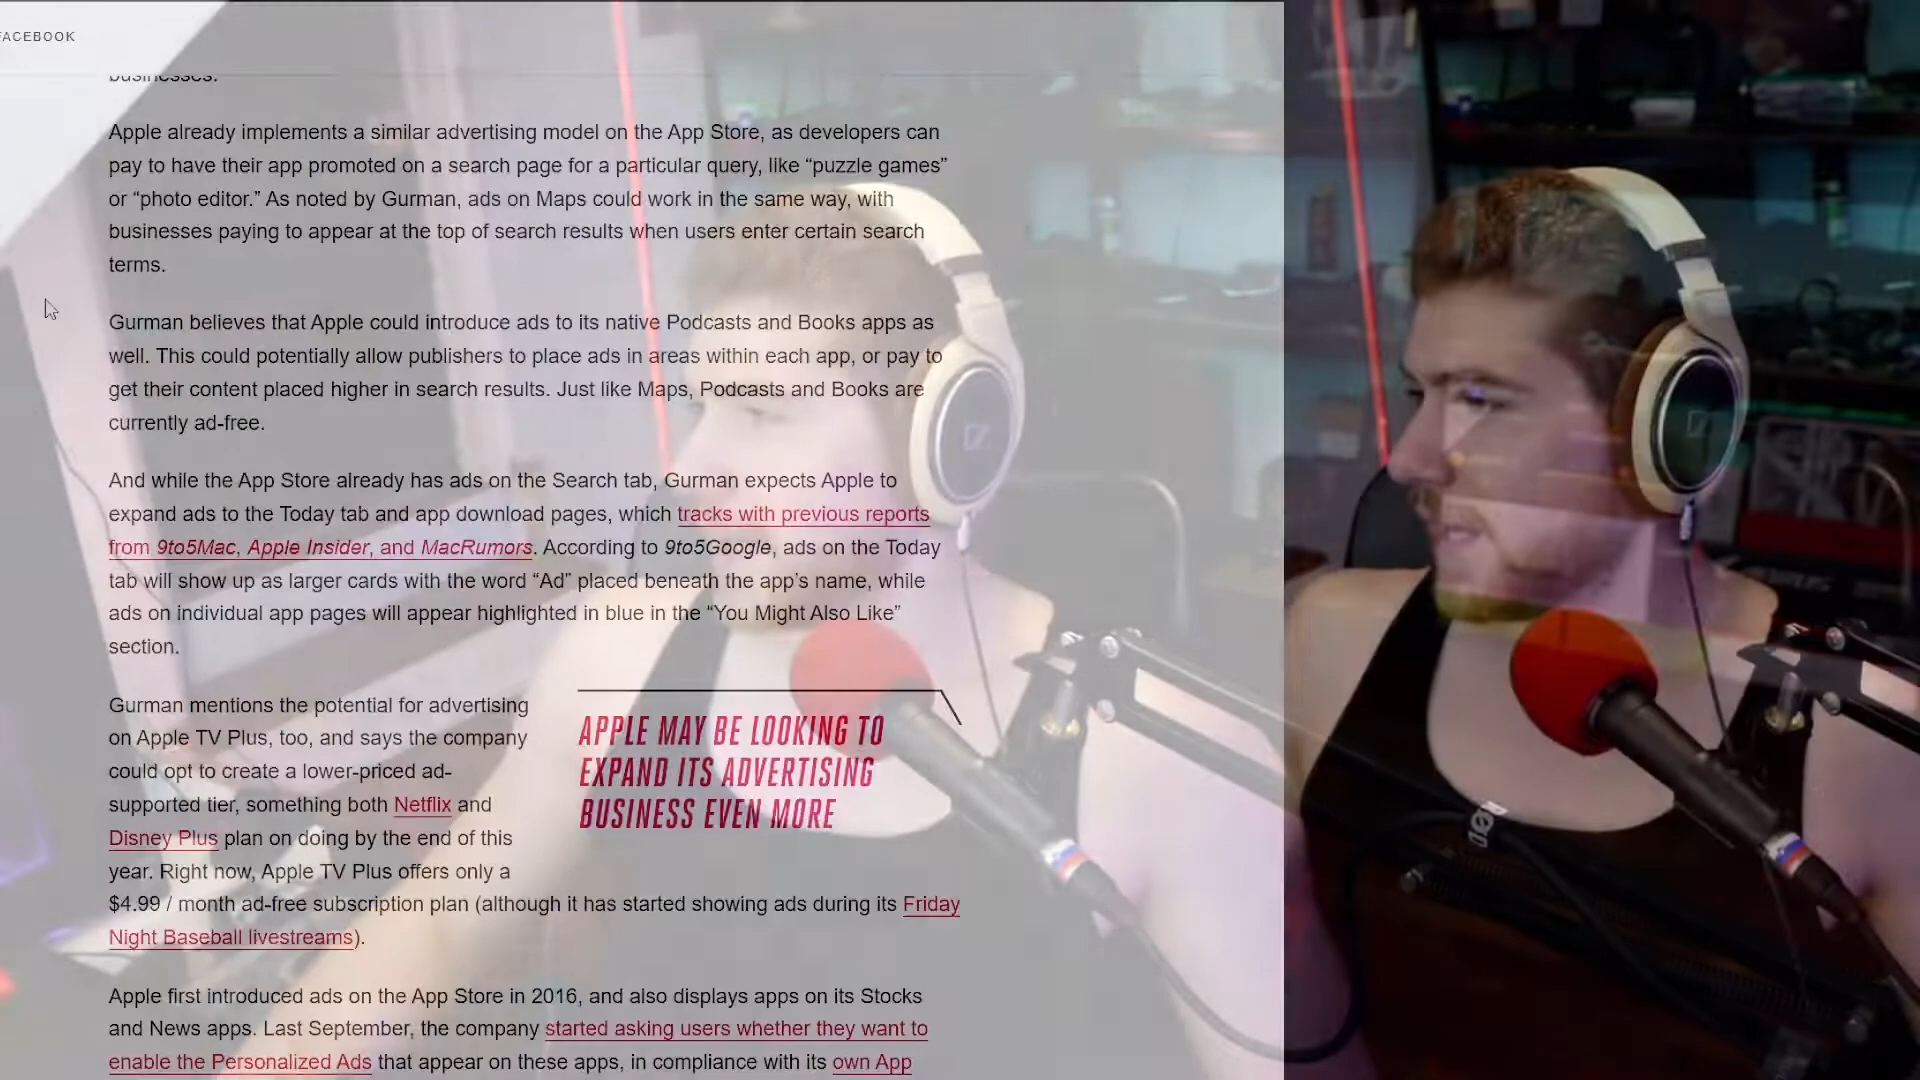 FACEBOOK
businesses.
Apple already implements a similar advertising model on the App Store, as developers can
pay to have their app promoted on a search page for a particular query, like “puzzle games”
or “photo editor.” As noted by Gurman, ads on Maps could work in the same way, with
businesses paying to appear at the top of search results when users enter certain search
terms.
Gurman believes that Apple could introduce ads to its native Podcasts and Books apps as
well. This could potentially allow publishers to place ads in areas within each app, or pay to
get their content placed higher in search results. Just like Maps, Podcasts and Books are
currently ad-free.
And while the App Store already has ads on the Search tab, Gurman expects Apple to
expand ads to the Today tab and app download pages, which tracks with previous reports
from 9to5Mac, Apple Insider, and MacRumors. According to 9to5Google, ads on the Today
tab will show up as larger cards with the word “Ad” placed beneath the app’s name, while
ads on individual app pages will appear highlighted in blue in the “You Might Also Like”
section.
Gurman mentions the potential for advertising
on Apple TV Plus, too, and says the company
could opt to create a lower-priced ad-
supported tier, something both Netflix and
Disney Plus plan on doing by the end of this
year. Right now, Apple TV Plus offers only a
$4.99 / month ad-free subscription plan (although it has started showing ads during its Friday
Night Baseball livestreams).
APPLE MAY BE LOOKING TO
EXPAND ITS ADVERTISING
BUSINESS EVEN MORE
Apple first introduced ads on the App Store in 2016, and also displays apps on its Stocks
and News apps. Last September, the company started asking users whether they want to
enable the Personalized Ads that appear on these apps, in compliance with its own App